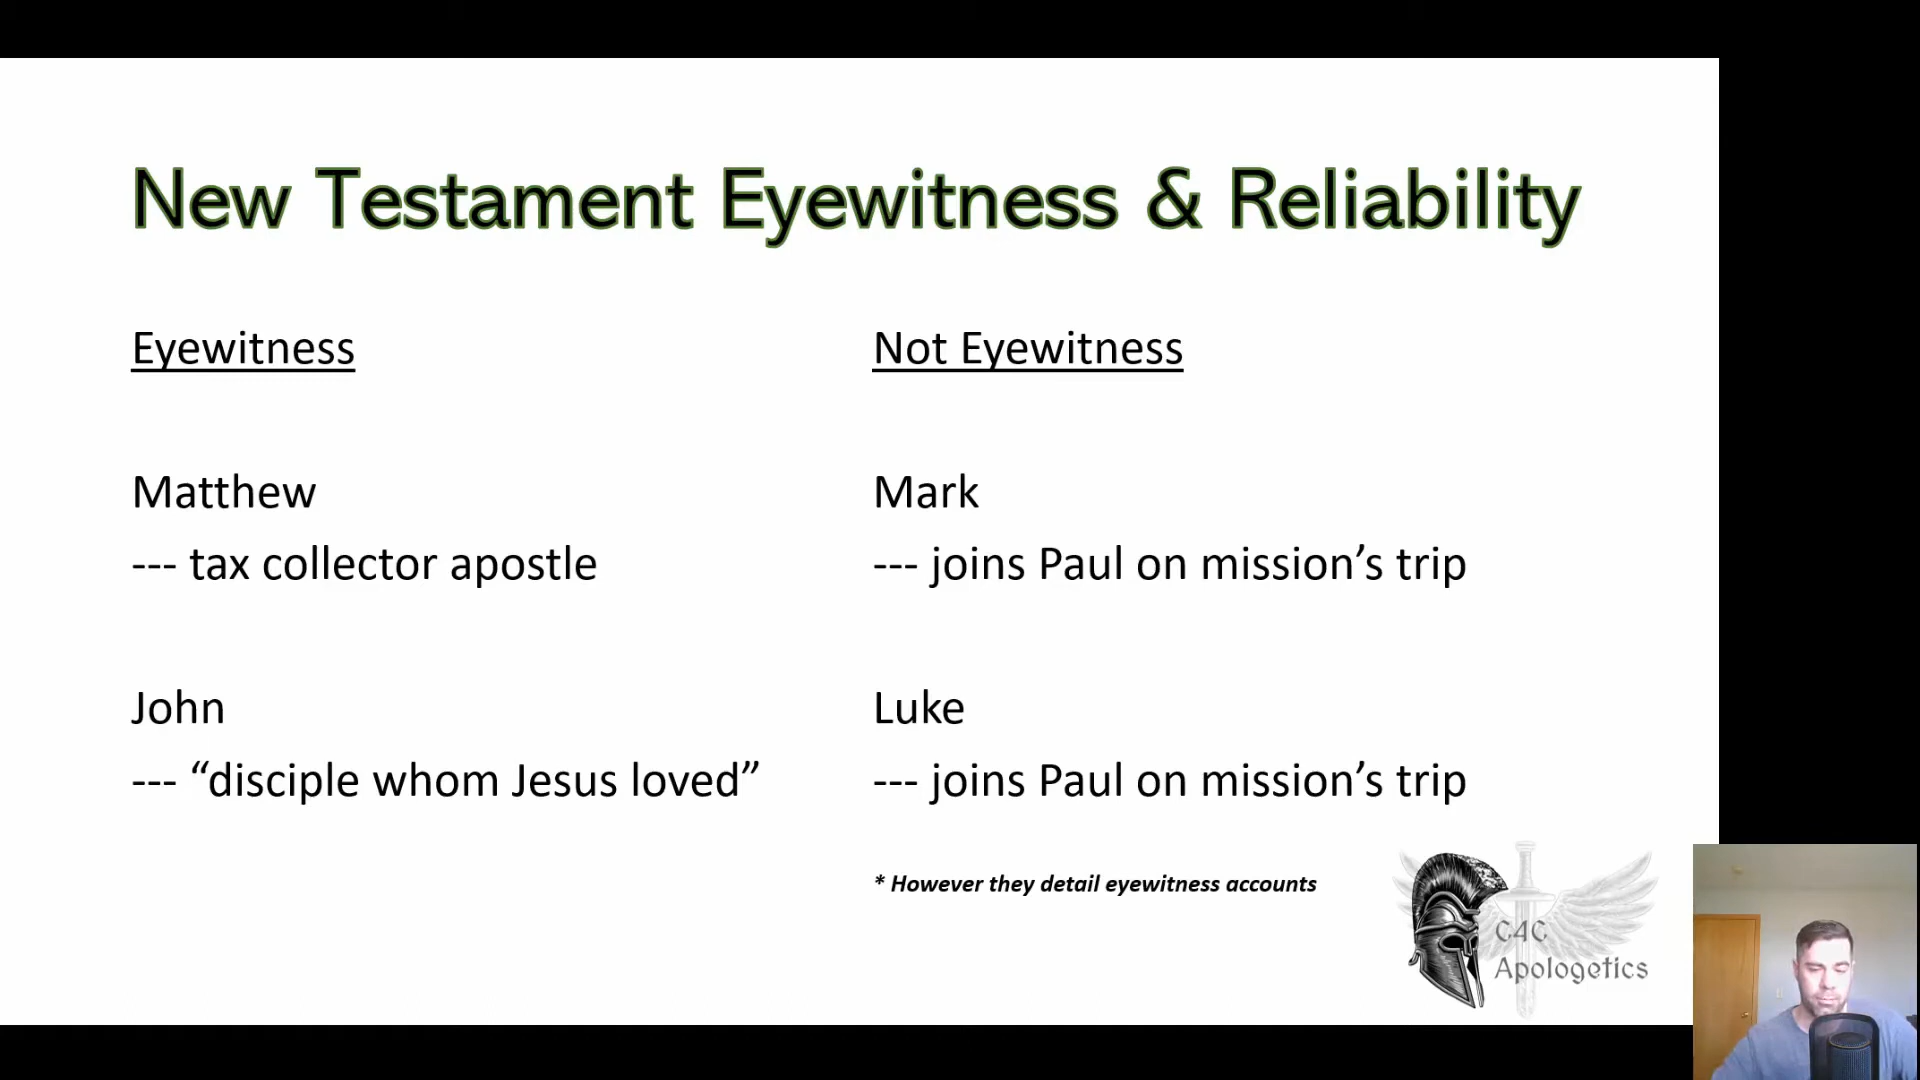 New Testament Eyewitness & Reliability
Eyewitness
Matthew
--- tax collector apostle
John
--- “disciple whom Jesus loved”
Not Eyewitness
Mark
--- joins Paul on mission’s trip
Luke
--- joins Paul on mission’s trip
* However they detail eyewitness accounts
C4C
Apologetics